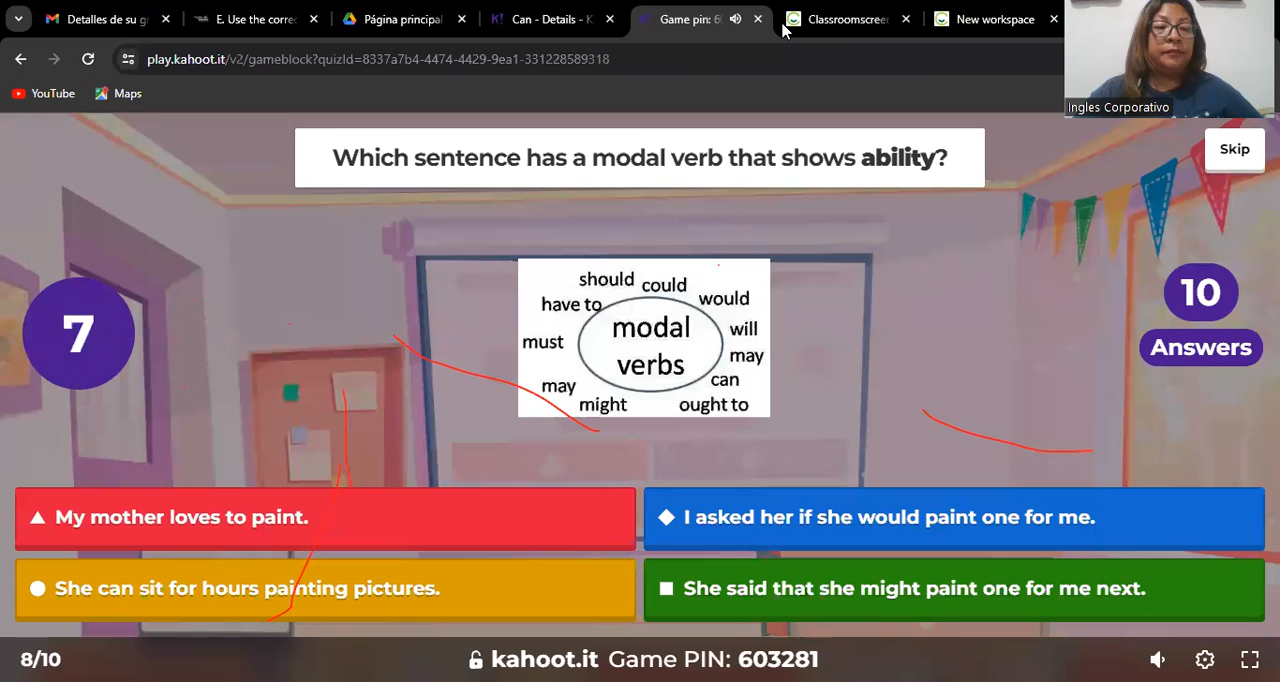 Detalles de su g
E. Use the correc
Página principal
Can - Details - K
Game pin: 6
Classroomscree
New workspace
play.kahoot.it/v2/gameblock?quizId=8337a7b4-4474-4429-9ea1-331228589318
YouTube
Maps
Ingles Corporativo
Which sentence has a modal verb that shows ability?
Skip
should could
have to would
modal verbs
must will
may may
can
might ought to
7
10
Answers
My mother loves to paint.
I asked her if she would paint one for me.
She can sit for hours painting pictures.
She said that she might paint one for me next.
8/10
kahoot.it Game PIN: 603281